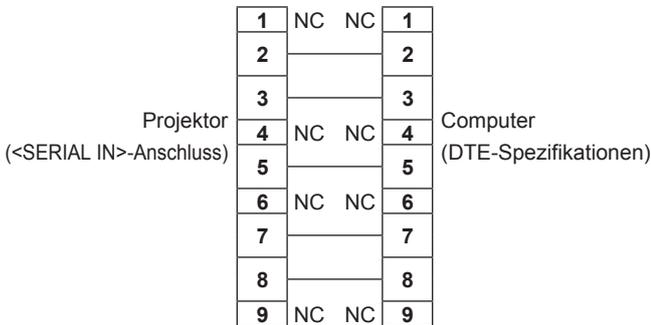 1 NC NC 1
2 2
3 3
Projektor
(<SERIAL IN>-Anschluss)
4 NC NC 4
Computer
(DTE-Spezifikationen)
5 5
6 NC NC 6
7 7
8 8
9 NC NC 9